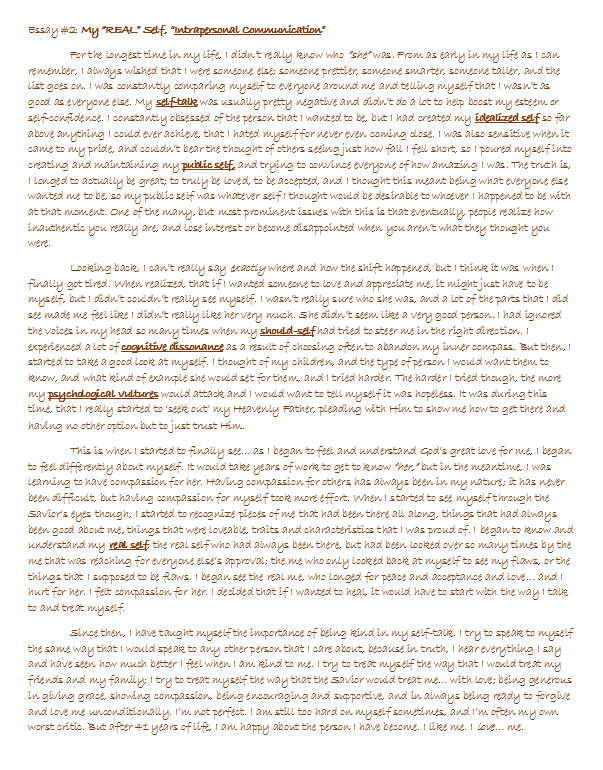 Essay #2: My “REAL” Self, “Intrapersonal Communication”
For the longest time in my life, I didn’t really know who “she” was. From as early in my life as I can
remember, I always wished that I were someone else; someone prettier, someone smarter, someone taller, and the
list goes on. I was constantly comparing myself to everyone around me and telling myself that I wasn’t as
good as everyone else. My self-talk was usually pretty negative and didn’t do a lot to help boost my esteem or
self-confidence. I constantly obsessed of the person that I wanted to be, but I had created my idealized self so far
above anything I could ever achieve, that I hated myself for never even coming close. I was also sensitive when it
came to my pride, and couldn’t bear the thought of others seeing just how fall I fell short, so I poured myself into
creating and maintaining my public self, and trying to convince everyone of how amazing I was. The truth is,
I longed to actually be great; to truly be loved, to be accepted, and I thought this meant being what everyone else
wanted me to be, so my public self was whatever self I thought would be desirable to whoever I happened to be with
at that moment. One of the many, but most prominent issues with this is that eventually, people realize how
inauthentic you really are, and lose interest or become disappointed when you aren’t what they thought you
were.
Looking back, I can’t really say exactly where and how the shift happened, but I think it was when I
finally got tired. When realized, that if I wanted someone to love and appreciate me, it might just have to be
myself, but I didn’t couldn’t really see myself. I wasn’t really sure who she was, and a lot of the parts that I did
see made me feel like I didn’t really like her very much. She didn’t seem like a very good person. I had ignored
the voices in my head so many times when my should-self had tried to steer me in the right direction. I
experienced a lot of cognitive dissonance as a result of choosing often to abandon my inner compass. But then, I
started to take a good look at myself. I thought of my children, and the type of person I would want them to
know, and what kind of example she would set for them, and I tried harder. The harder I tried though, the more
my psychological vultures would attack and I would want to tell myself it was hopeless. It was during this
time, that I really started to ‘seek out’ my Heavenly Father, pleading with Him to show me how to get there and
having no other option but to just trust Him.
This is when I started to finally see... as I began to feel and understand God’s great love for me, I began
to feel differently about myself. It would take years of work to get to know “her,” but in the meantime, I was
learning to have compassion for her. Having compassion for others has always been in my nature; it has never
been difficult, but having compassion for myself took more effort. When I started to see myself through the
Savior’s eyes though, I started to recognize pieces of me that had been there all along, things that had always
been good about me, things that were loveable, traits and characteristics that I was proud of. I began to know and
understand my real self; the real self who had always been there, but had been looked over so many times by the
me that was reaching for everyone else’s approval; the me who only looked back at myself to see my flaws, or the
things that I supposed to be flaws. I began see the real me, who longed for peace and acceptance and love... and I
hurt for her. I felt compassion for her. I decided that if I wanted to heal, it would have to start with the way I talk
to and treat myself.
Since then, I have taught myself the importance of being kind in my self-talk. I try to speak to myself
the same way that I would speak to any other person that I care about, because in truth, I hear everything I say
and have seen how much better I feel when I am kind to me. I try to treat myself the way that I would treat my
friends and my family; I try to treat myself the way that the Savior would treat me... with love; being generous
in giving grace, showing compassion, being encouraging and supportive, and in always being ready to forgive
and love me unconditionally. I’m not perfect. I am still too hard on myself sometimes, and I’m often my own
worst critic. But after 41 years of life, I am happy about the person I have become. I like me. I love... me.